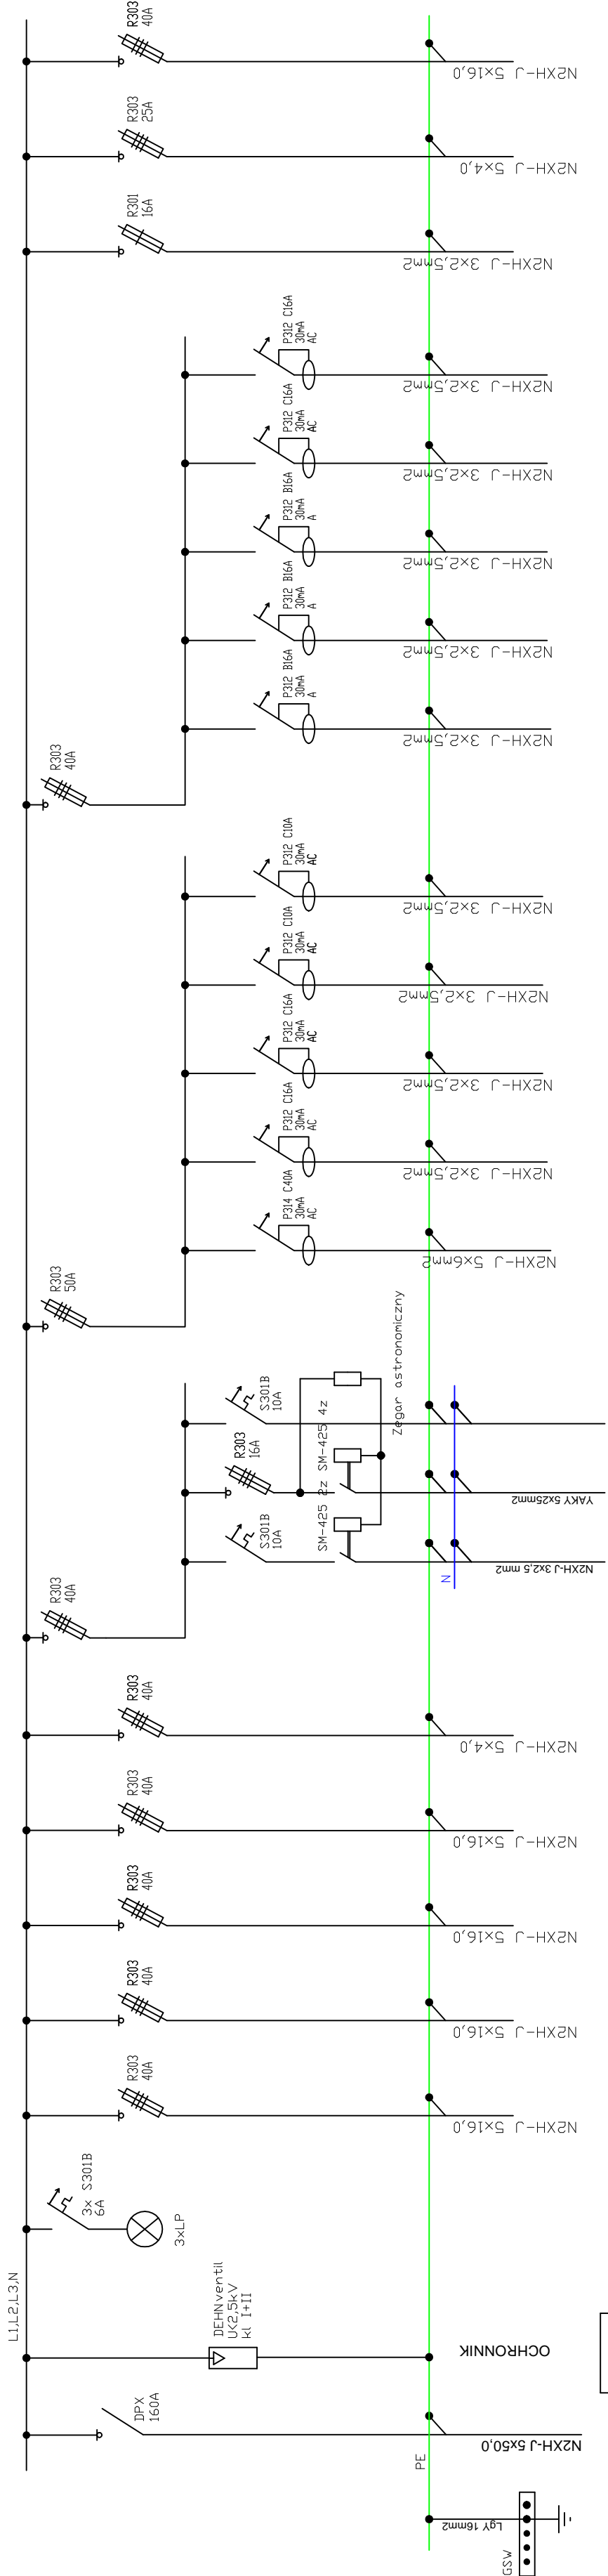 R303
40A
N2XH-J 5x16,0
R303
25A
N2XH-J 5x4,0
R301
16A
N2XH-J 3x2,5mm2
P312 C16A
30mA
AC
N2XH-J 3x2,5mm2
P312 C16A
30mA
AC
N2XH-J 3x2,5mm2
P312 B16A
30mA
A
N2XH-J 3x2,5mm2
P312 B16A
30mA
A
N2XH-J 3x2,5mm2
P312 B16A
30mA
A
N2XH-J 3x2,5mm2
R303
40A
P312 C10A
30mA
AC
N2XH-J 3x2,5mm2
P312 C10A
30mA
AC
N2XH-J 3x2,5mm2
P312 C16A
30mA
AC
N2XH-J 3x2,5mm2
P312 C16A
30mA
AC
N2XH-J 3x2,5mm2
P314 C40A
30mA
AC
N2XH-J 5x6mm2
R303
50A
Zegar astronomiczny
S301B
10A
R303
16A
SM-425 4z
YAKY 5x25mm2
S301B
10A
SM-425 2z
N2XH-J 3x2,5 mm2
N
R303
40A
R303
40A
N2XH-J 5x4,0
R303
40A
N2XH-J 5x16,0
R303
40A
N2XH-J 5x16,0
R303
40A
N2XH-J 5x16,0
R303
40A
N2XH-J 5x16,0
3x S301B
6A
3xLP
L1,L2,L3,N
DEHNventil
U<2,5kV
kl I+II
OCHRONNIK
DPX
160A
N2XH-J 5x50,0
PE
LgY 16mm2
GSW